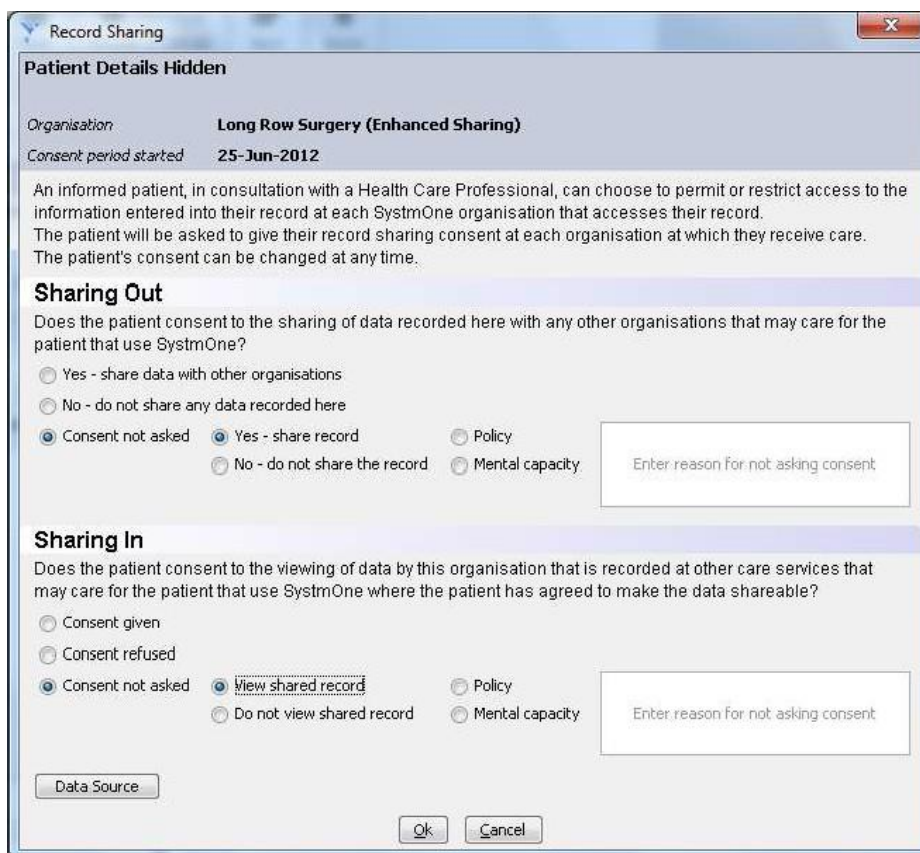 Record Sharing
Patient Details Hidden
Organisation Long Row Surgery (Enhanced Sharing)
Consent period started 25-Jun-2012
An informed patient, in consultation with a Health Care Professional, can choose to permit or restrict access to the
information entered into their record at each SystmOne organisation that accesses their record.
The patient will be asked to give their record sharing consent at each organisation at which they receive care.
The patient's consent can be changed at any time.
Sharing Out
Does the patient consent to the sharing of data recorded here with any other organisations that may care for the
patient that use SystmOne?
Yes - share data with other organisations
No - do not share any data recorded here
Consent not asked Yes - share record Policy
No - do not share the record Mental capacity
Enter reason for not asking consent
Sharing In
Does the patient consent to the viewing of data by this organisation that is recorded at other care services that
may care for the patient that use SystmOne where the patient has agreed to make the data shareable?
Consent given
Consent refused
Consent not asked View shared record Policy
Do not view shared record Mental capacity
Enter reason for not asking consent
Data Source
Ok Cancel